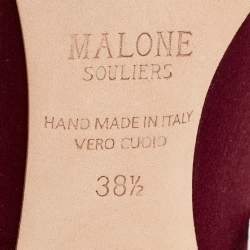 MALONE
SOULIERS
HAND MADE IN ITALY
VERO CUOIO
38½